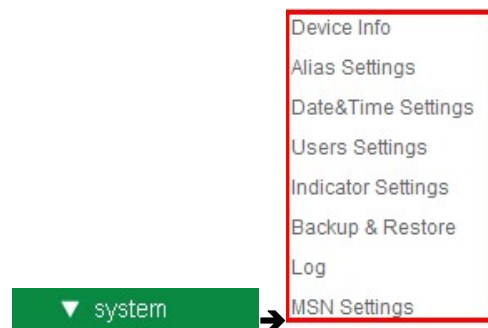 Device Info
Alias Settings
Date&Time Settings
Users Settings
Indicator Settings
Backup & Restore
Log
MSN Settings
system